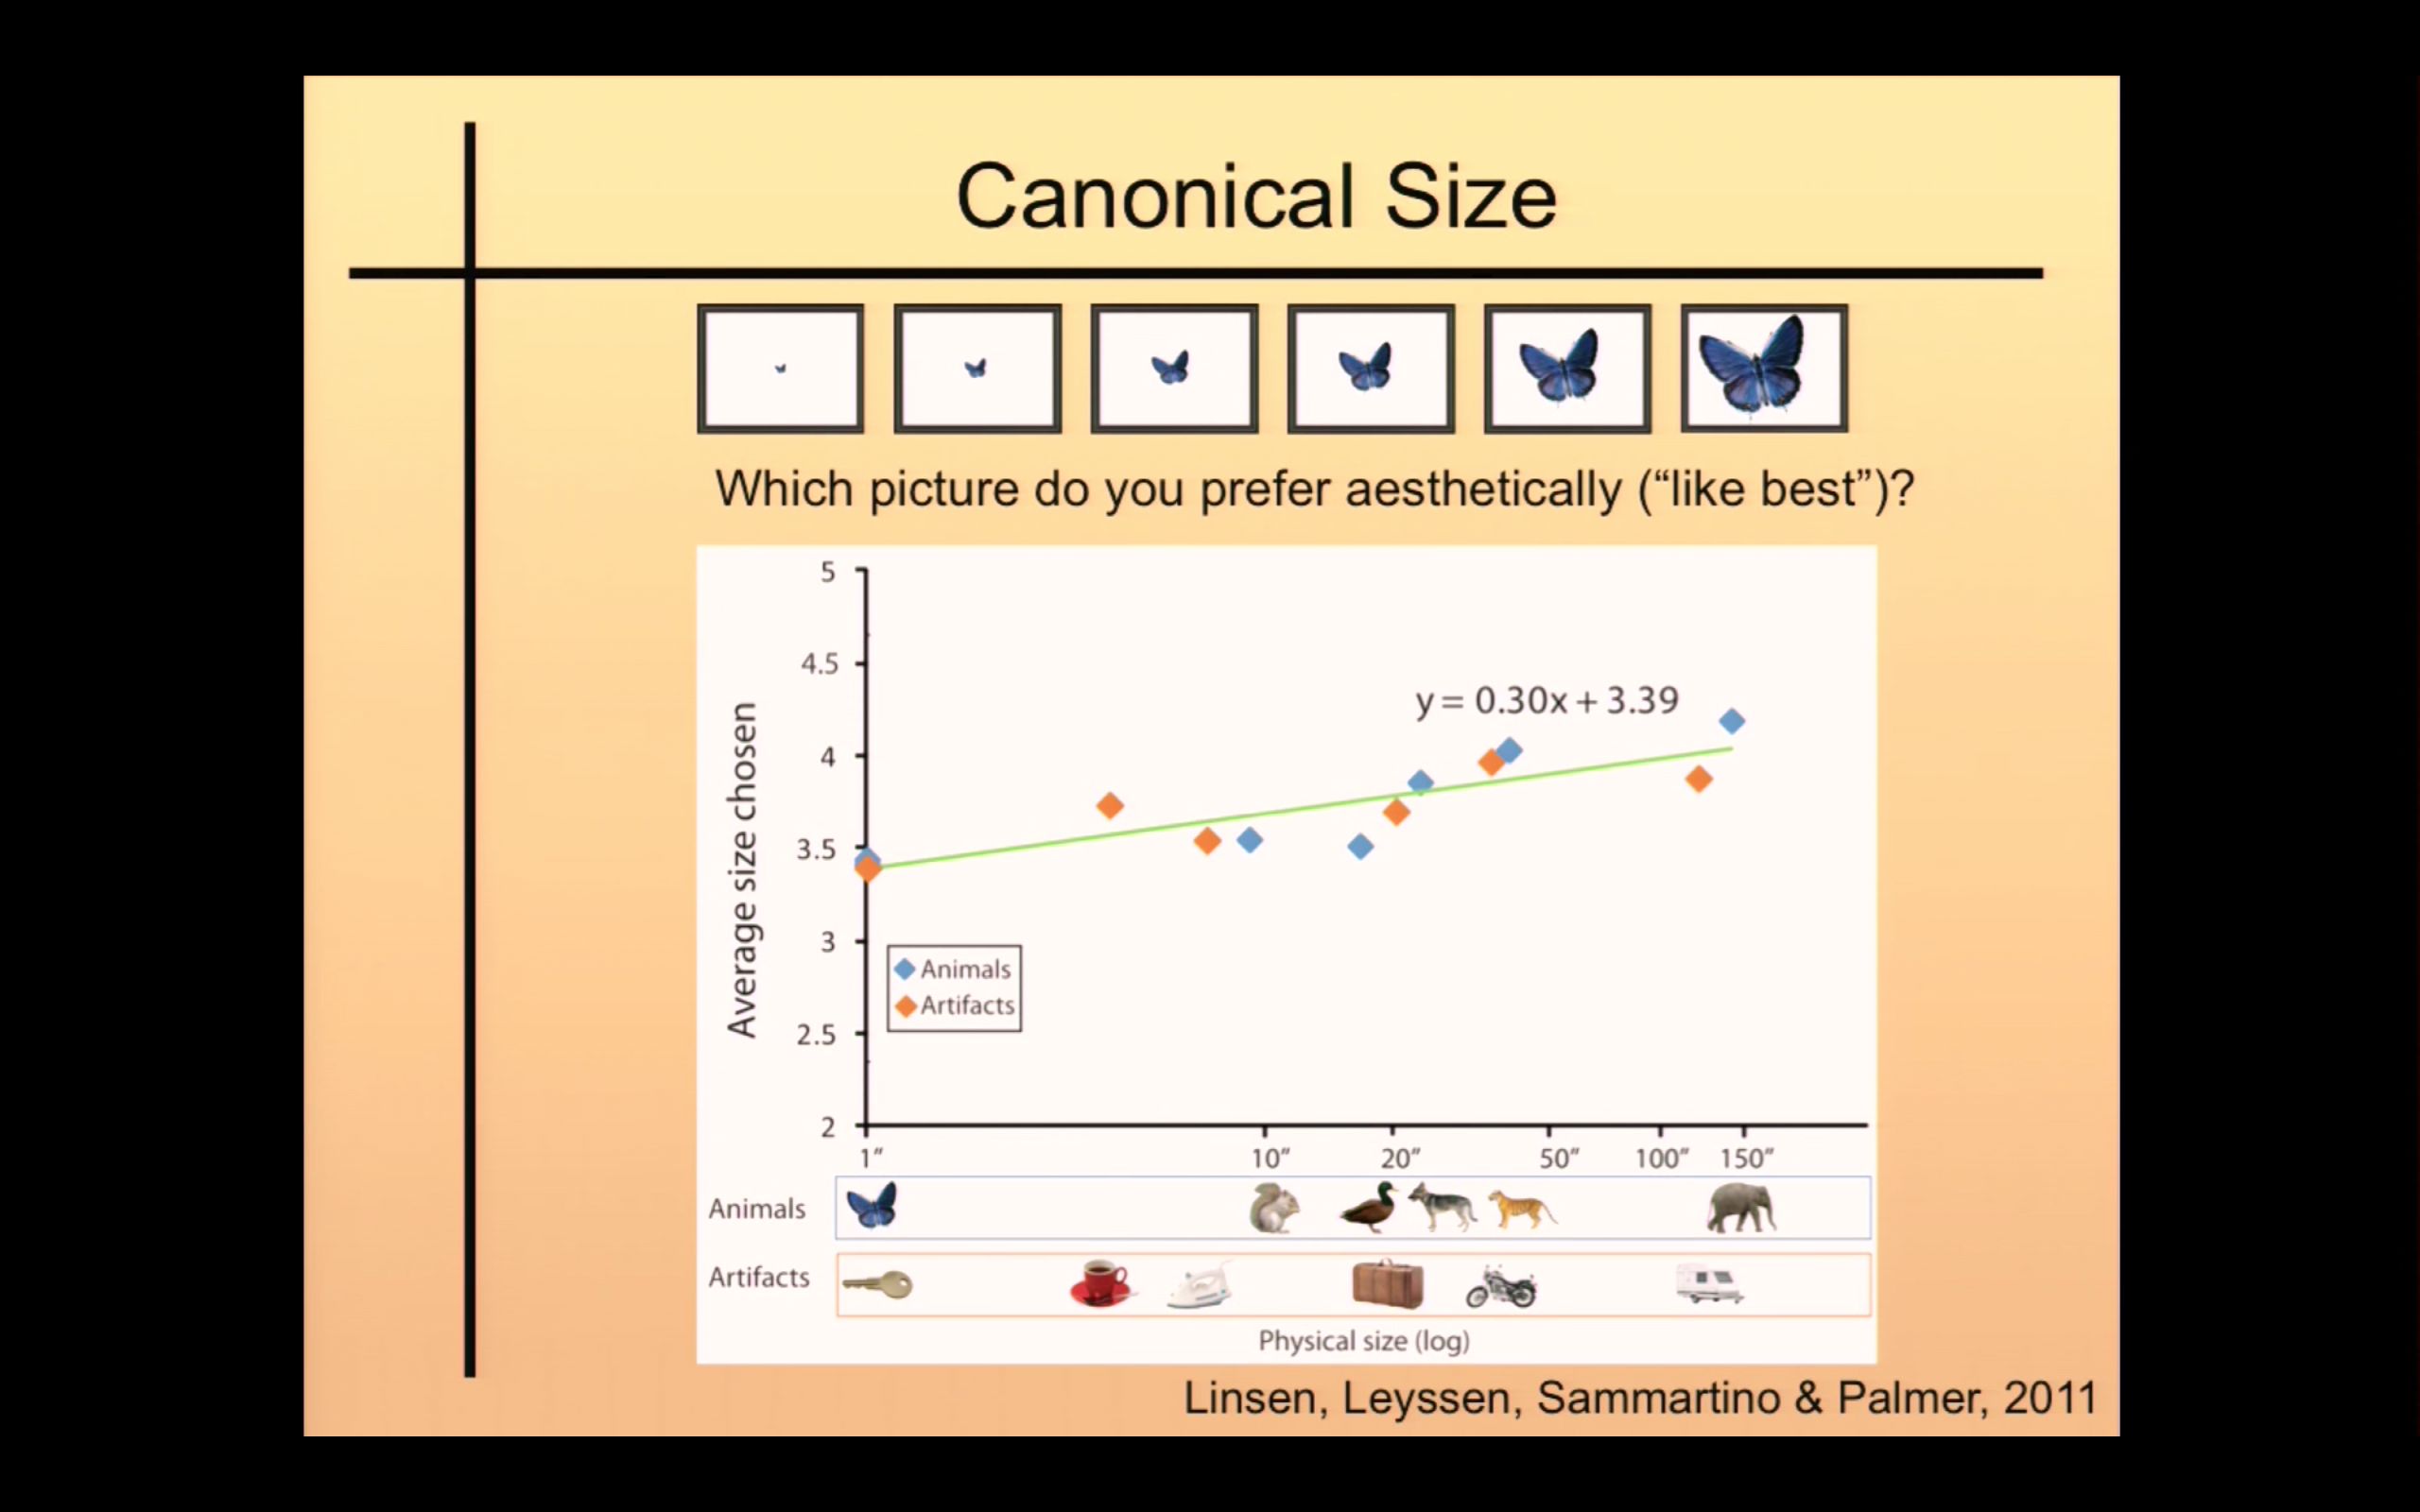 Canonical Size
Which picture do you prefer aesthetically (“like best”)?
5
4.5
4
3.5
3
2.5
2
Average size chosen
y = 0.30x + 3.39
Animals
Artifacts
1″ 10″ 20″ 50″ 100″ 150″
Animals
Artifacts
Physical size (log)
Linsen, Leyssen, Sammartino & Palmer, 2011